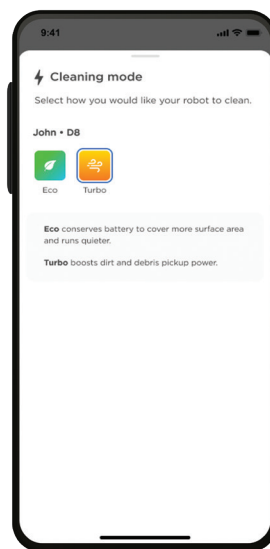 9:41
Cleaning mode
Select how you would like your robot to clean.
John • D8
Eco Turbo
Eco conserves battery to cover more surface area
and runs quieter.
Turbo boosts dirt and debris pickup power.